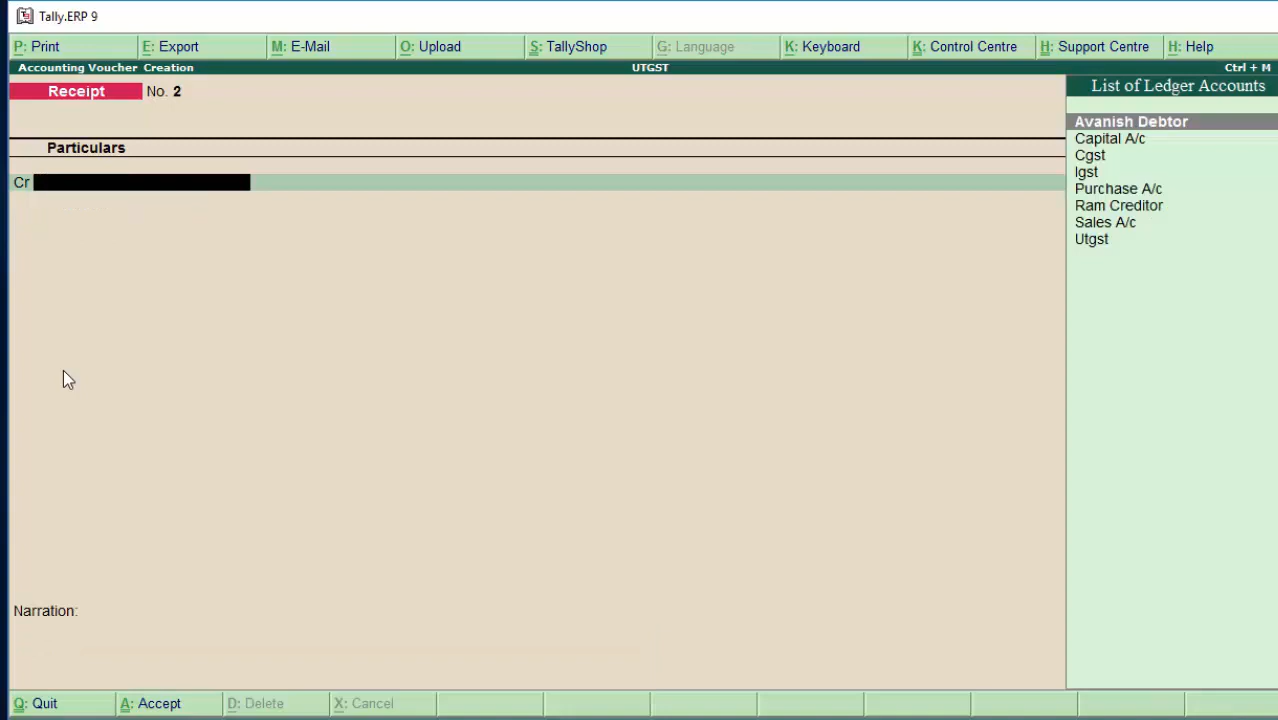 Tally.ERP 9
P: Print E: Export M: E-Mail O: Upload S: TallyShop G: Language K: Keyboard K: Control Centre H: Support Centre H: Help
Accounting Voucher Creation UTGST Ctrl + M
Receipt No. 2
List of Ledger Accounts
Particulars
Cr
Avanish Debtor
Capital A/c
Cgst
Igst
Purchase A/c
Ram Creditor
Sales A/c
Utgst
Narration:
Q: Quit A: Accept D: Delete X: Cancel